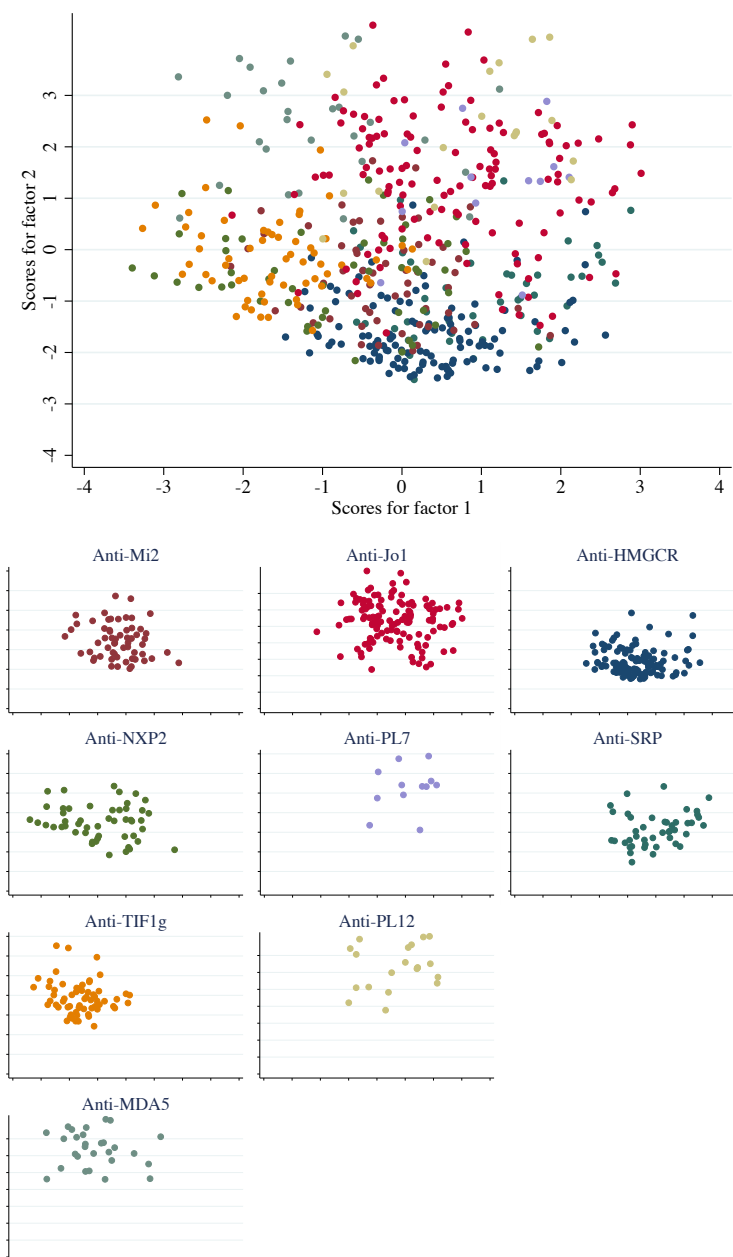 3
2
1
0
-1
-2
-3
-4
Scores for factor 2
-4 -3 -2 -1 0 1 2 3 4
Scores for factor 1
Anti-Mi2 Anti-Jo1 Anti-HMGCR
Anti-NXP2 Anti-PL7 Anti-SRP
Anti-TIF1g Anti-PL12
Anti-MDA5